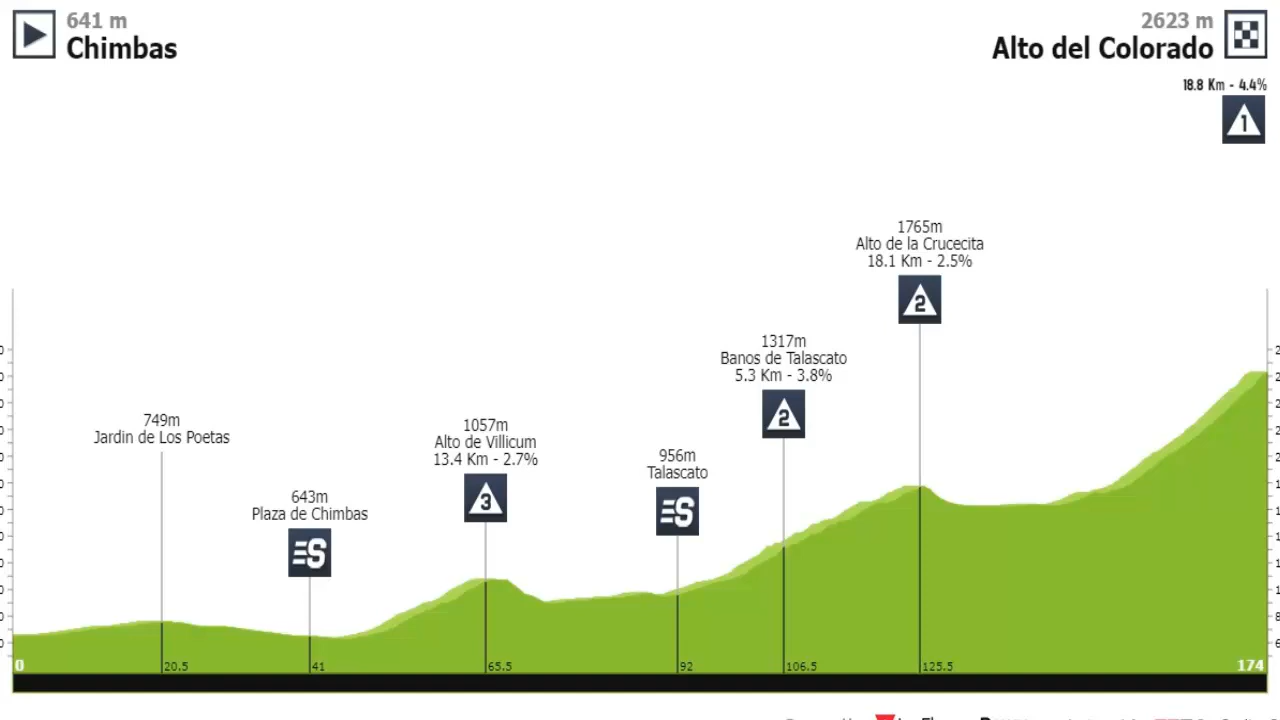 641 m
Chimbas
2623 m
Alto del Colorado
18.8 Km - 4.4%
1
1765m
Alto de la Crucecita
18.1 Km - 2.5%
2
1317m
Banos de Talascato
5.3 Km - 3.8%
2
749m
Jardin de Los Poetas
1057m
Alto de Villicum
13.4 Km - 2.7%
3
956m
Talascato
S
643m
Plaza de Chimbas
S
0
20.5
41
65.5
92
106.5
125.5
174